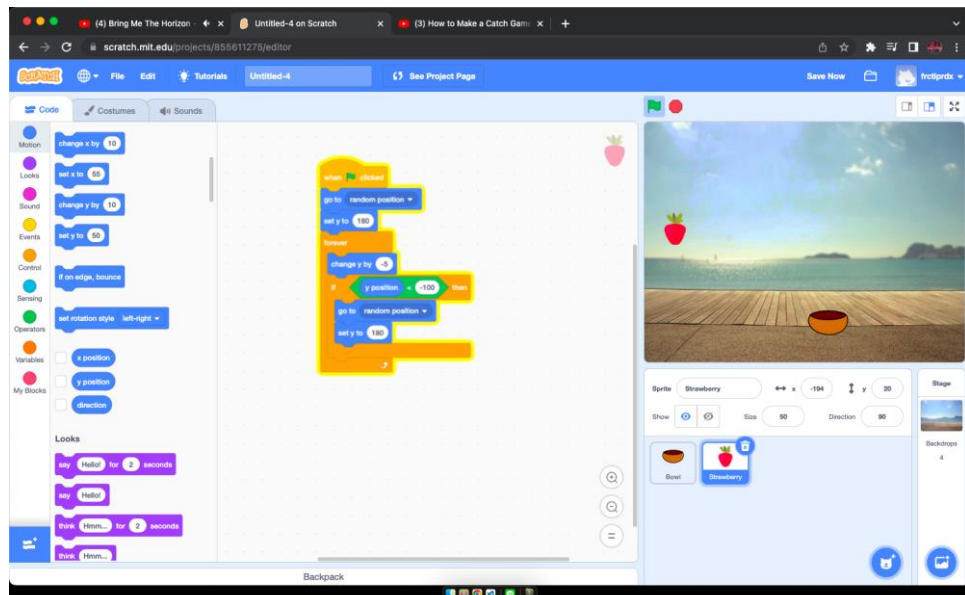 (4) Bring Me The Horizon -
Untitled-4 on Scratch
(3) How to Make a Catch Game
scratch.mit.edu/projects/855611275/editor
SCRATCH File Edit Tutorials Untitled-4 See Project Page Save Now frctlprdx
Code Costumes Sounds
Motion
Looks
Sound
Events
Control
Sensing
Operators
Variables
My Blocks
change x by 10
set x to 55
change y by 10
set y to 50
if on edge, bounce
set rotation style left-right
x position
y position
direction
Looks
say Hello! for 2 seconds
say Hello!
think Hmm... for 2 seconds
think Hmm...
when clicked
go to random position
set y to 180
forever
change y by -5
if y position < -100 then
go to random position
set y to 180
Sprite Strawberry x -194 y 20
Show Size 50 Direction 90
Bowl
Strawberry
Stage
Backdrops
4
Backpack